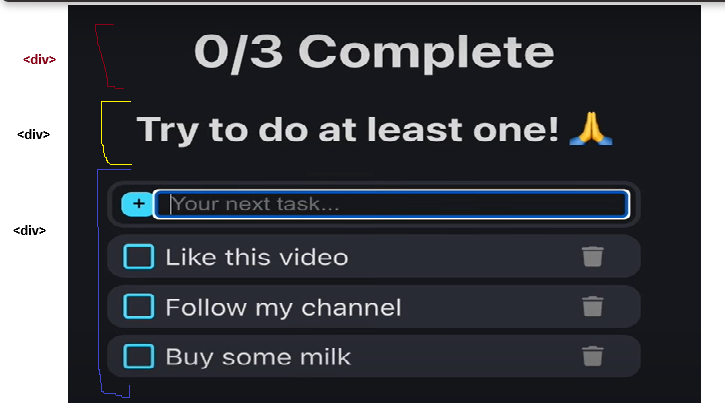 0/3 Complete
<div>
Try to do at least one! 🙏
<div>
+ Your next task...
<div>
Like this video
Follow my channel
Buy some milk